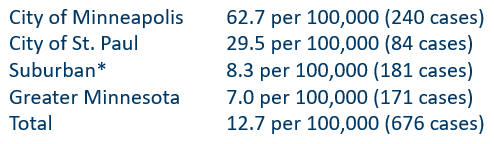 City of Minneapolis 62.7 per 100,000 (240 cases)
City of St. Paul 29.5 per 100,000 (84 cases)
Suburban* 8.3 per 100,000 (181 cases)
Greater Minnesota 7.0 per 100,000 (171 cases)
Total 12.7 per 100,000 (676 cases)